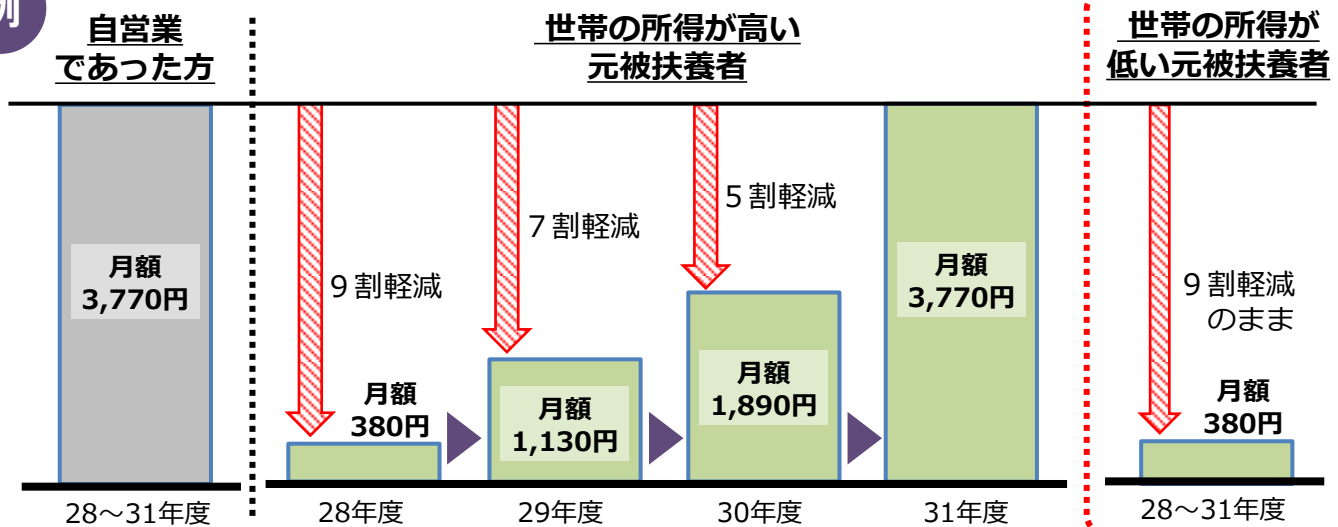 例
自営業
であった方
世帯の所得が高い
元被扶養者
世帯の所得が
低い元被扶養者
月額
3,770円
９割軽減
月額
380円
７割軽減
月額
1,130円
５割軽減
月額
1,890円
月額
3,770円
９割軽減
のまま
月額
380円
28～31年度
28年度
29年度
30年度
31年度
28～31年度